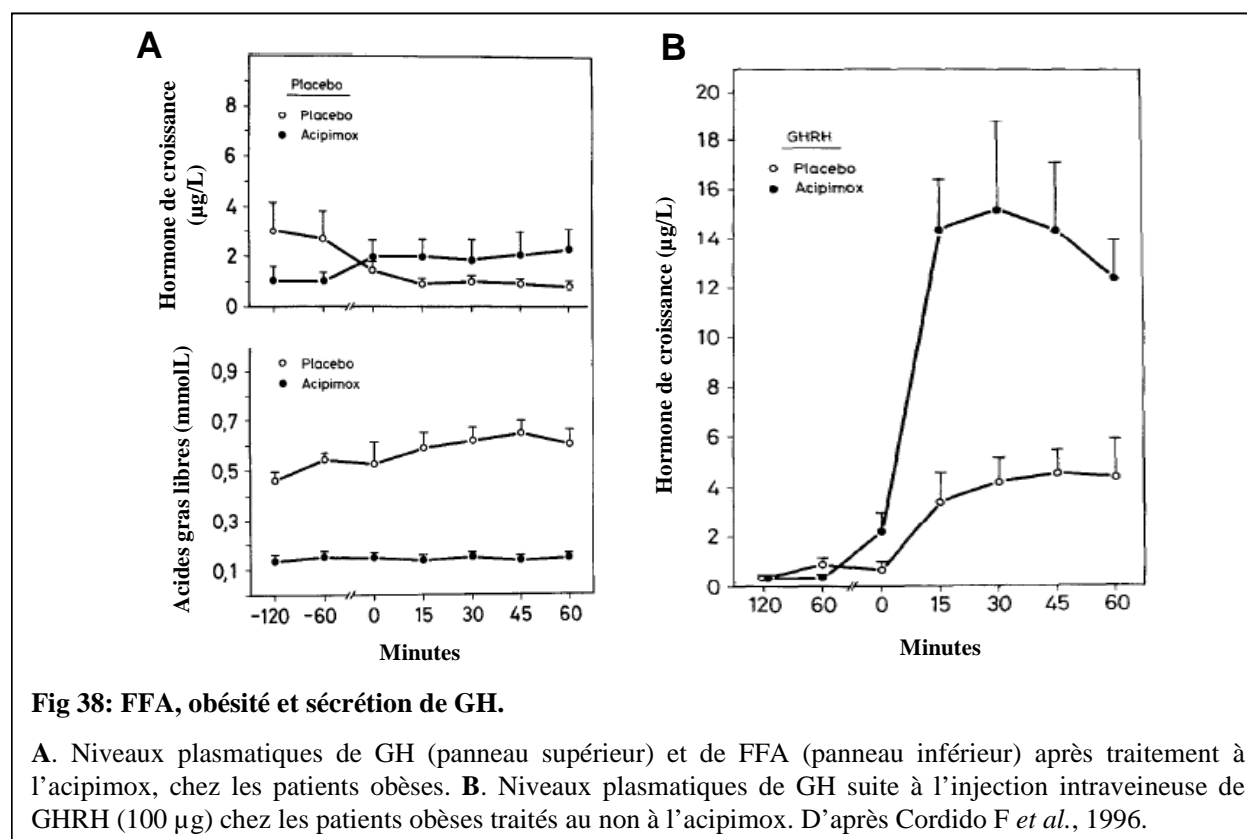 A
Hormone de croissance
(µg/L)
8
6
4
2
0
Placebo
Placebo
Acipimox
Acides gras libres (mmolL)
0,9
0,7
0,5
0,3
0,1
Placebo
Acipimox
-120 -60 0 15 30 45 60
Minutes
B
Hormone de croissance (µg/L)
20
18
16
14
12
10
8
6
4
2
0
GHRH
Placebo
Acipimox
120 60 0 15 30 45 60
Minutes
Fig 38: FFA, obésité et sécrétion de GH.
A. Niveaux plasmatiques de GH (panneau supérieur) et de FFA (panneau inférieur) après traitement à
l’acipimox, chez les patients obèses. B. Niveaux plasmatiques de GH suite à l’injection intraveineuse de
GHRH (100 µg) chez les patients obèses traités au non à l’acipimox. D’après Cordido F et al., 1996.